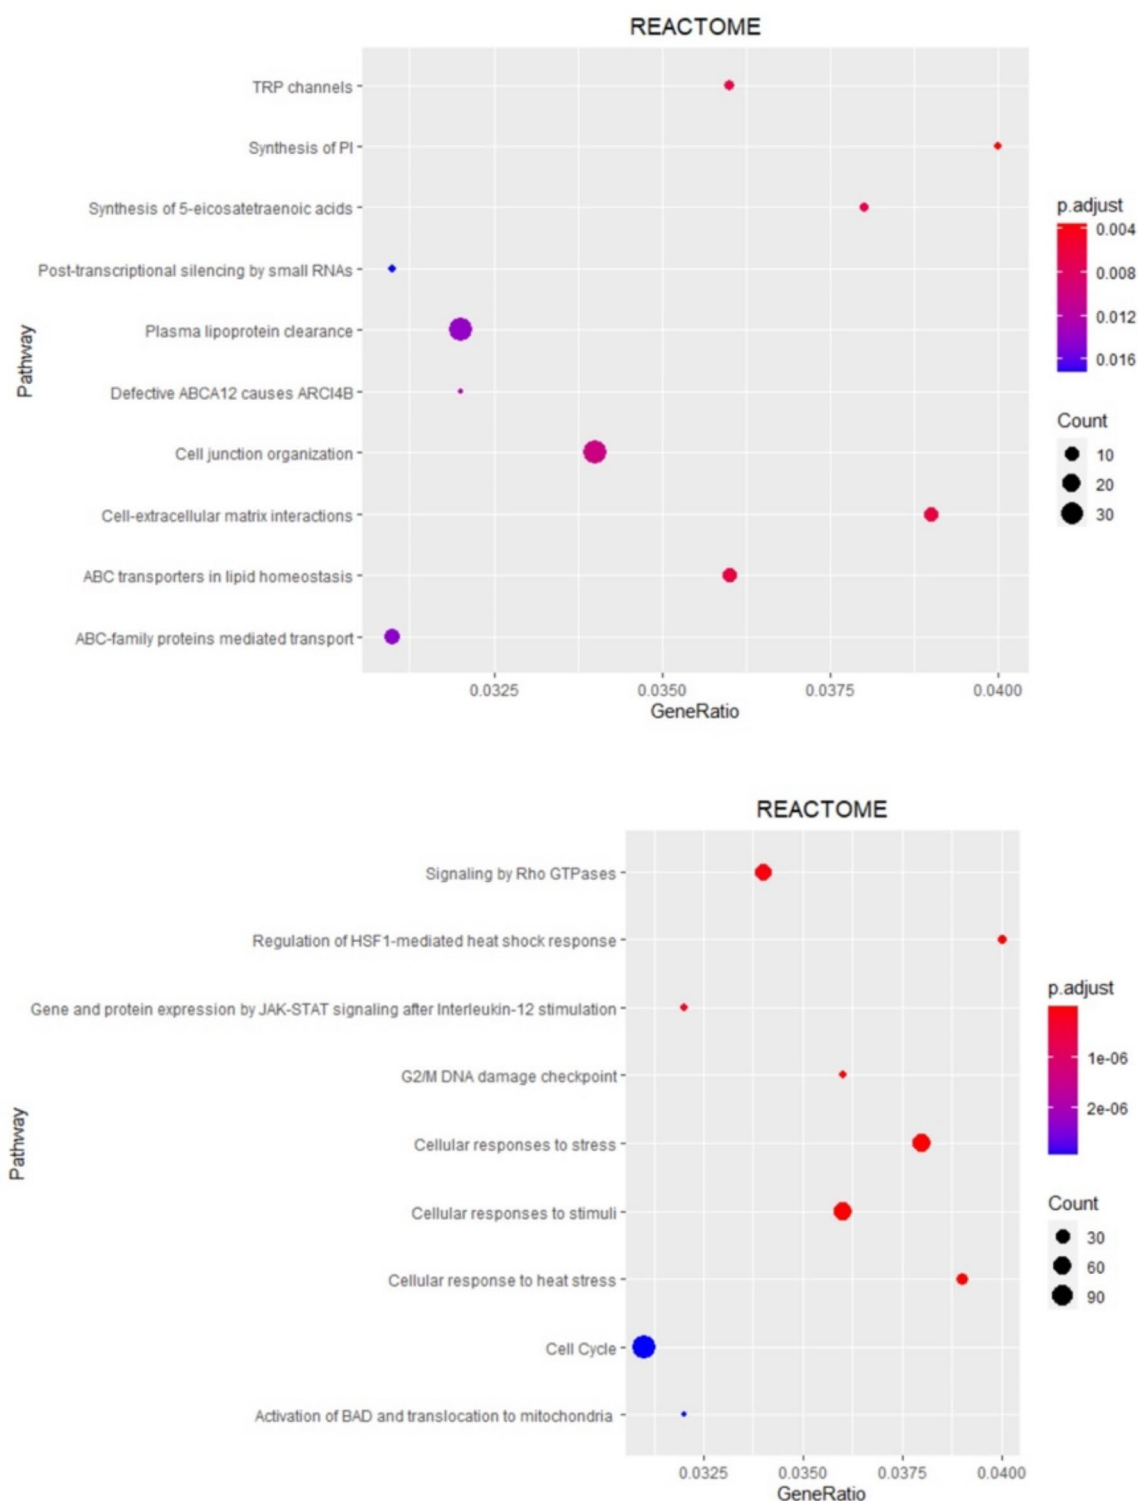 REACTOME
TRP channels
Synthesis of PI
Synthesis of 5-eicosatetraenoic acids
Post-transcriptional silencing by small RNAs
Plasma lipoprotein clearance
Defective ABCA12 causes ARCI4B
Cell junction organization
Cell-extracellular matrix interactions
ABC transporters in lipid homeostasis
ABC-family proteins mediated transport
Pathway
0.0325 0.0350 0.0375 0.0400
GeneRatio
p.adjust
0.004
0.008
0.012
0.016
Count
10
20
30
REACTOME
Signaling by Rho GTPases
Regulation of HSF1-mediated heat shock response
Gene and protein expression by JAK-STAT signaling after Interleukin-12 stimulation
G2/M DNA damage checkpoint
Cellular responses to stress
Cellular responses to stimuli
Cellular response to heat stress
Cell Cycle
Activation of BAD and translocation to mitochondria
Pathway
0.0325 0.0350 0.0375 0.0400
GeneRatio
p.adjust
1e-06
2e-06
Count
30
60
90